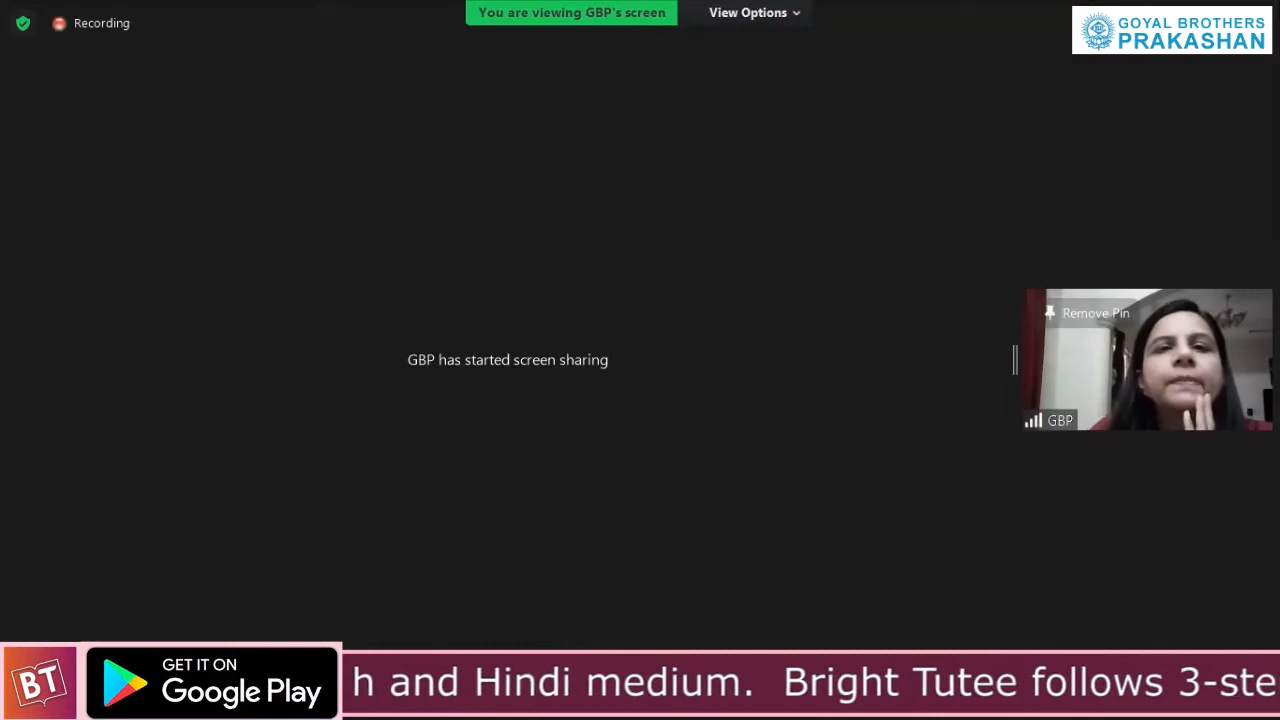 Recording
You are viewing GBP's screen
View Options
GOYAL BROTHERS
PRAKASHAN
GBP has started screen sharing
Remove Pin
GBP
BT
GET IT ON
Google Play
h and Hindi medium. Bright Tutee follows 3-ste